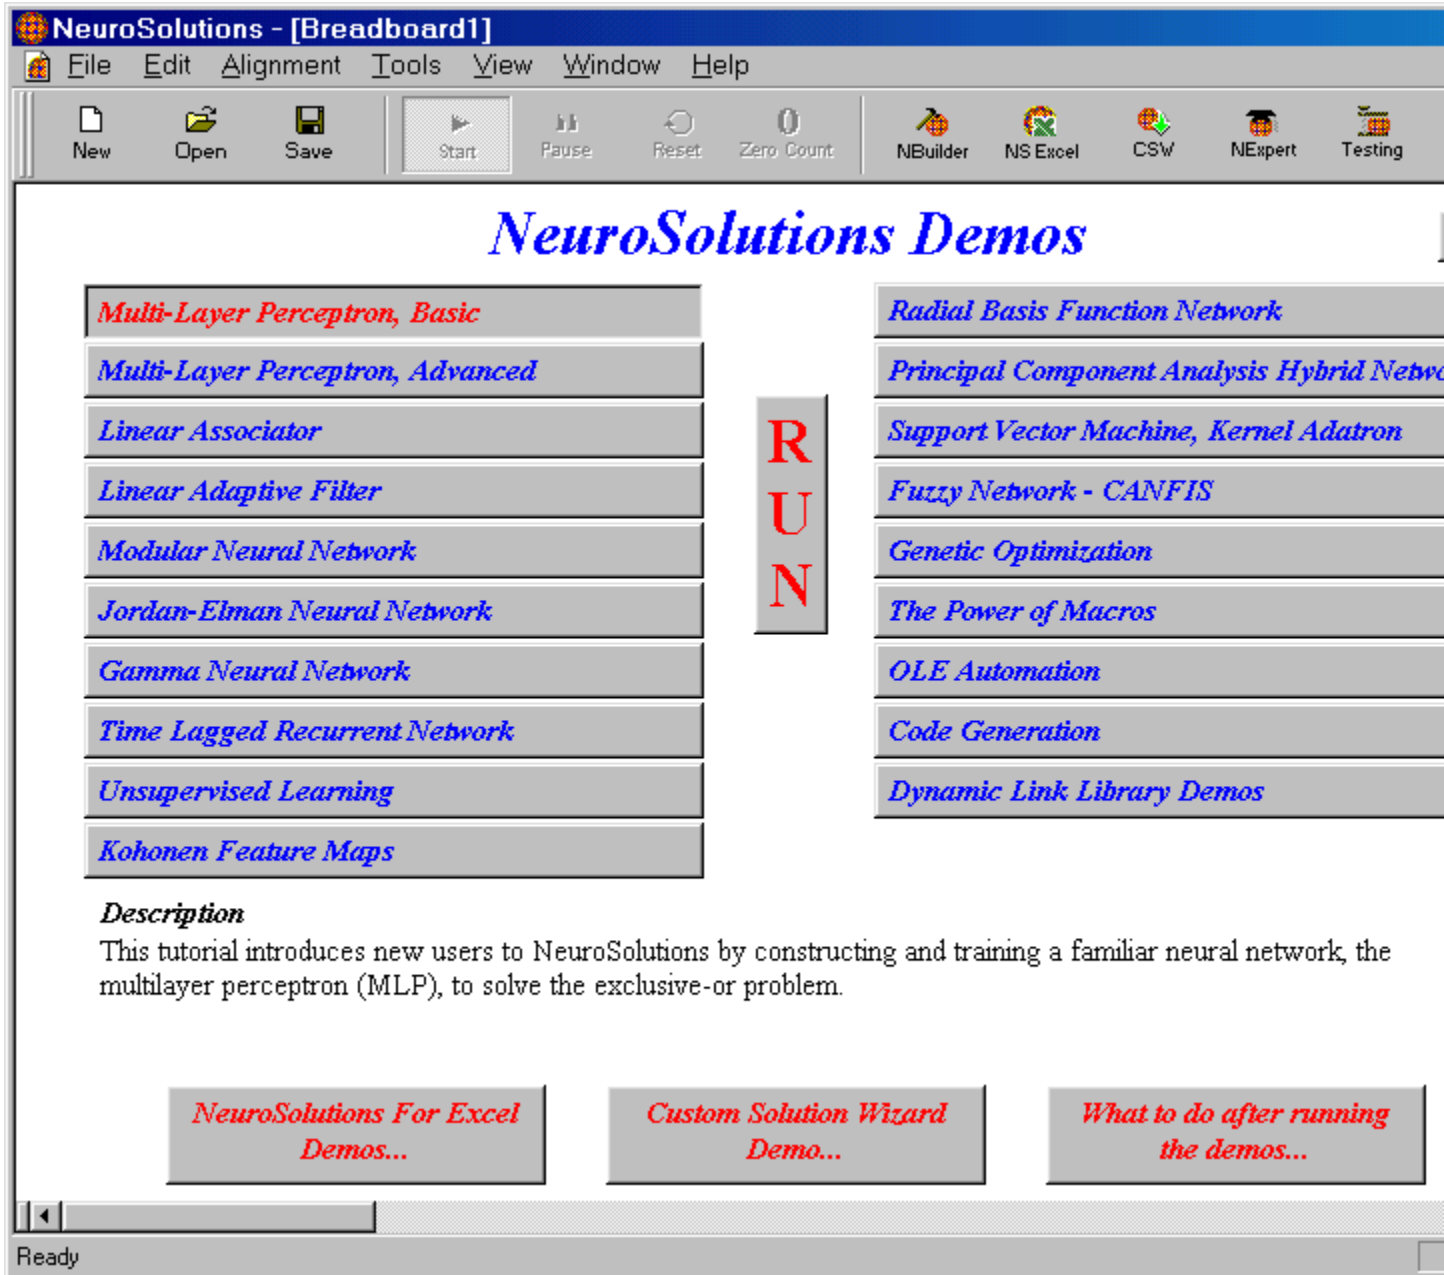 NeuroSolutions - [Breadboard1]
File Edit Alignment Tools View Window Help
New Open Save Start Pause Reset Zero Count NBuilder NS Excel CSW NExpert Testing
NeuroSolutions Demos
Multi-Layer Perceptron, Basic
Multi-Layer Perceptron, Advanced
Linear Associator
Linear Adaptive Filter
Modular Neural Network
Jordan-Elman Neural Network
Gamma Neural Network
Time Lagged Recurrent Network
Unsupervised Learning
Kohonen Feature Maps
RUN
Radial Basis Function Network
Principal Component Analysis Hybrid Netwo
Support Vector Machine, Kernel Adatron
Fuzzy Network - CANFIS
Genetic Optimization
The Power of Macros
OLE Automation
Code Generation
Dynamic Link Library Demos
Description
This tutorial introduces new users to NeuroSolutions by constructing and training a familiar neural network, the
multilayer perceptron (MLP), to solve the exclusive-or problem.
NeuroSolutions For Excel
Demos...
Custom Solution Wizard
Demo...
What to do after running
the demos...
Ready